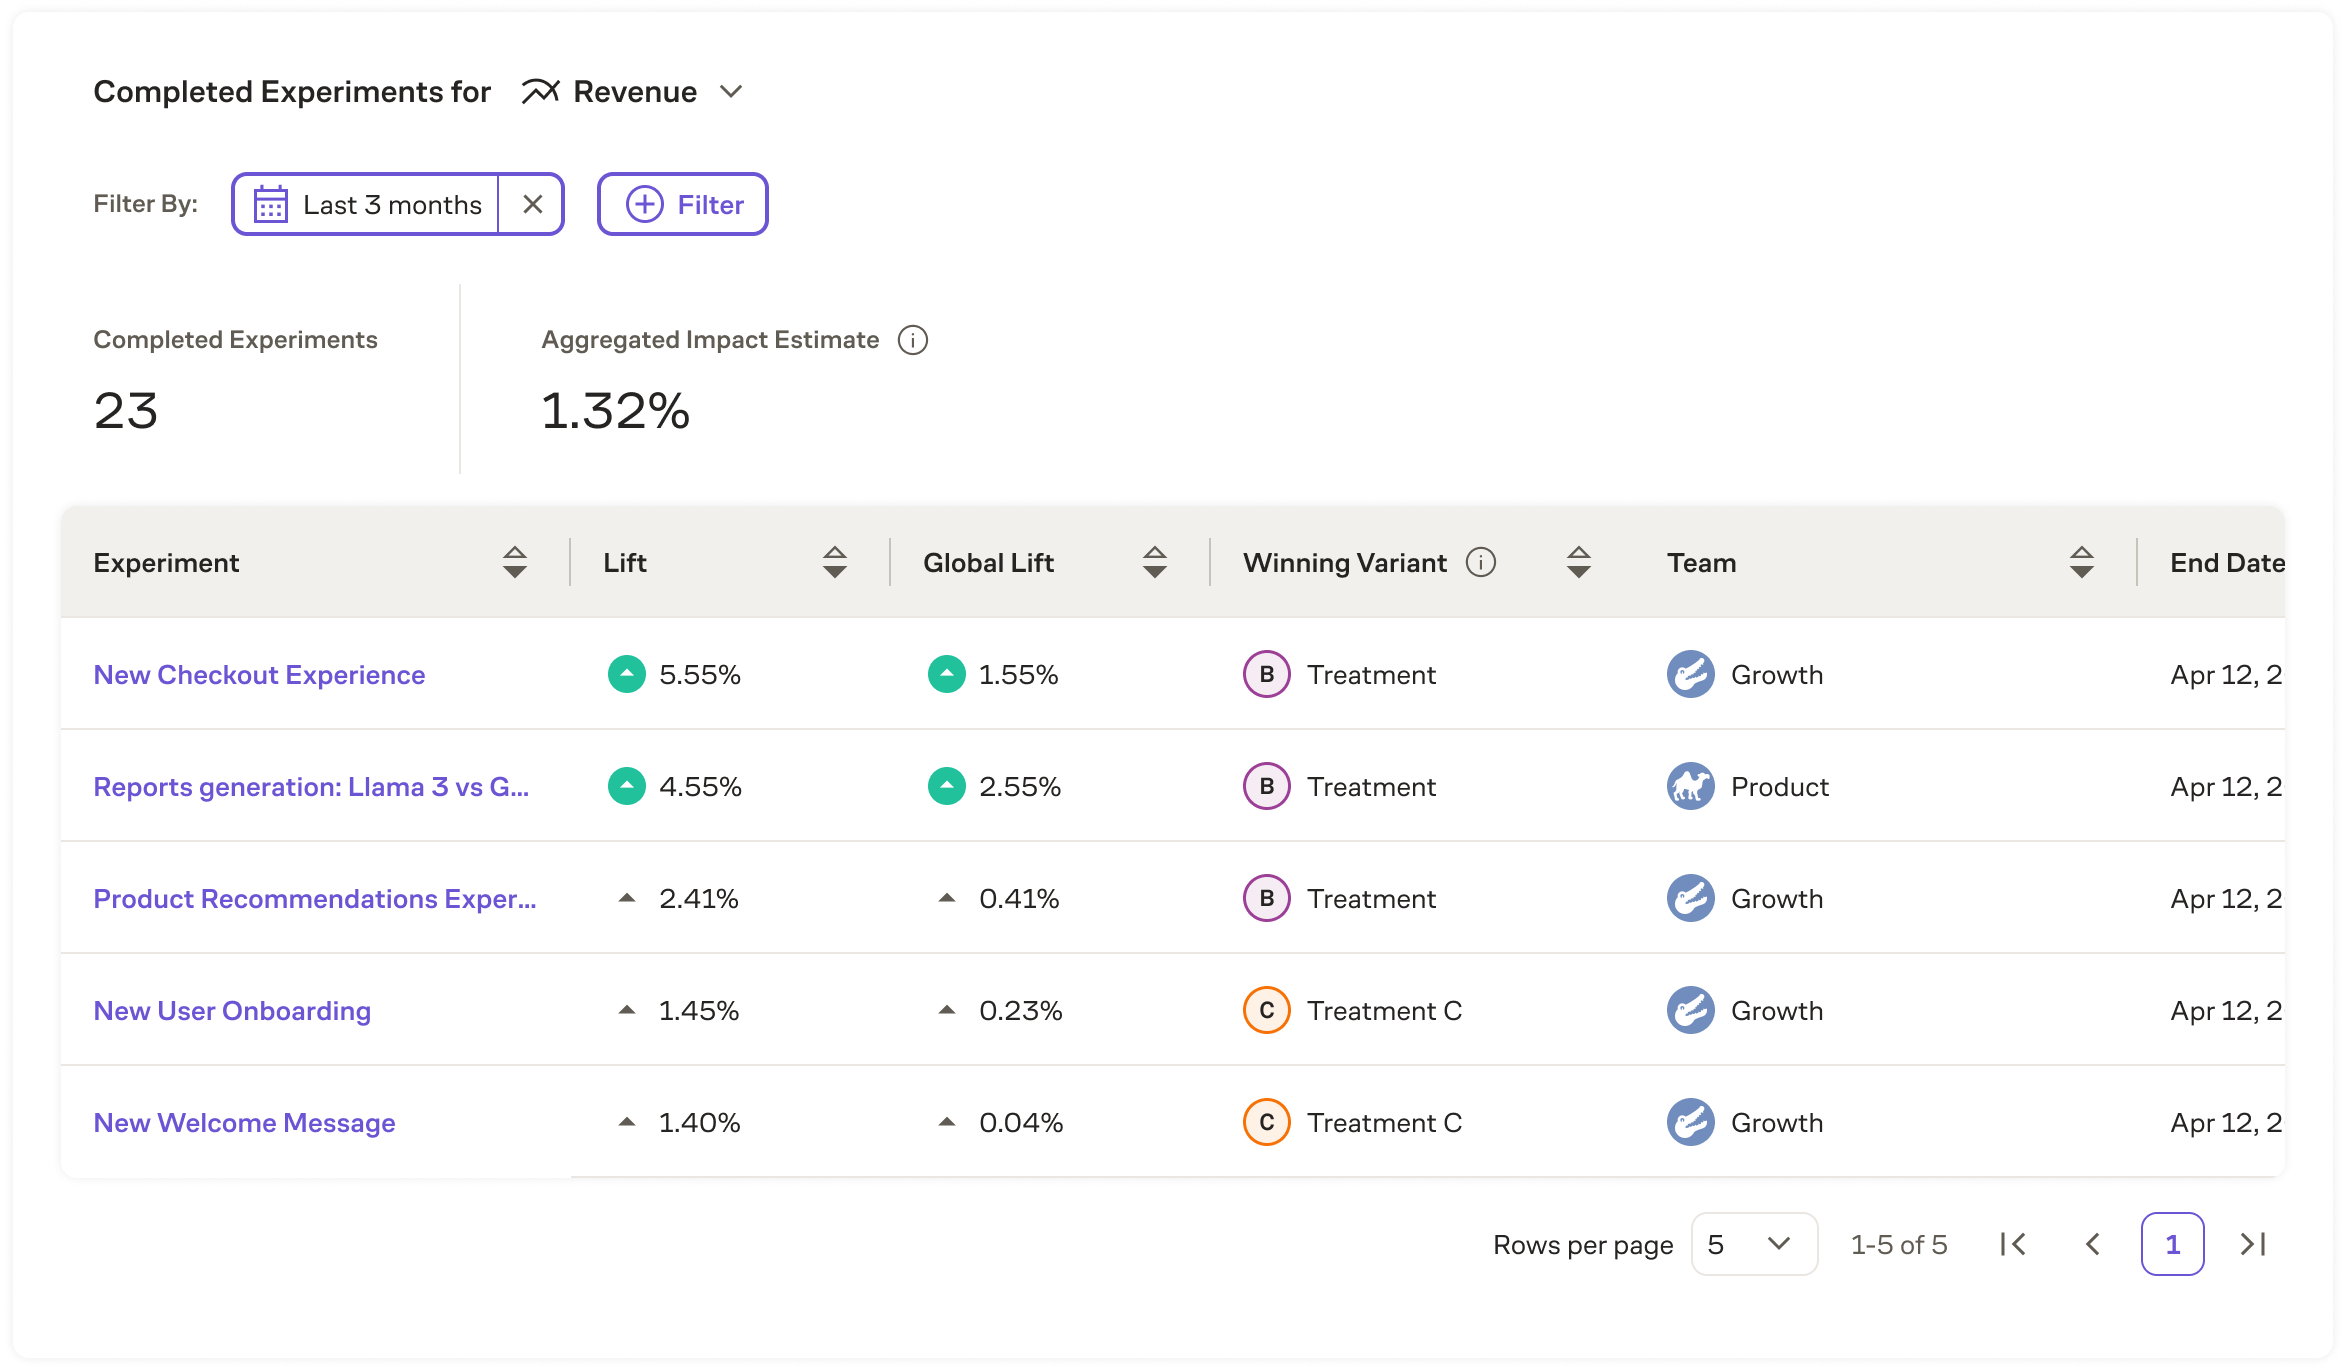 Completed Experiments for Revenue
Filter By: Last 3 months Filter
Completed Experiments Aggregated Impact Estimate
23 1.32%
Experiment Lift Global Lift Winning Variant Team End Date
New Checkout Experience 5.55% 1.55% B Treatment Growth Apr 12, 2
Reports generation: Llama 3 vs G... 4.55% 2.55% B Treatment Product Apr 12, 2
Product Recommendations Exper... 2.41% 0.41% B Treatment Growth Apr 12, 2
New User Onboarding 1.45% 0.23% C Treatment C Growth Apr 12, 2
New Welcome Message 1.40% 0.04% C Treatment C Growth Apr 12, 2
Rows per page 5 1-5 of 5 1